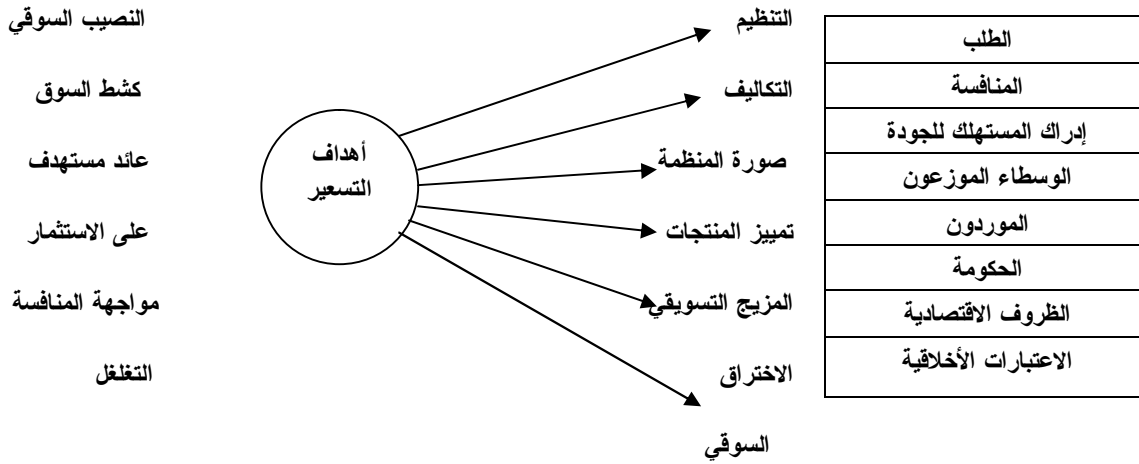 الطلب
المنافسة
إدراك المستهلك للجودة
الوسطاء الموزعون
الموردون
الحكومة
الظروف الاقتصادية
الاعتبارات الأخلاقية
التنظيم
التكاليف
صورة المنظمة
تمييز المنتجات
المزيج التسويقي
الاختراق
السوقي
أهداف
التسعير
النصيب السوقي
كشط السوق
عائد مستهدف
على الاستثمار
مواجهة المنافسة
التغلغل